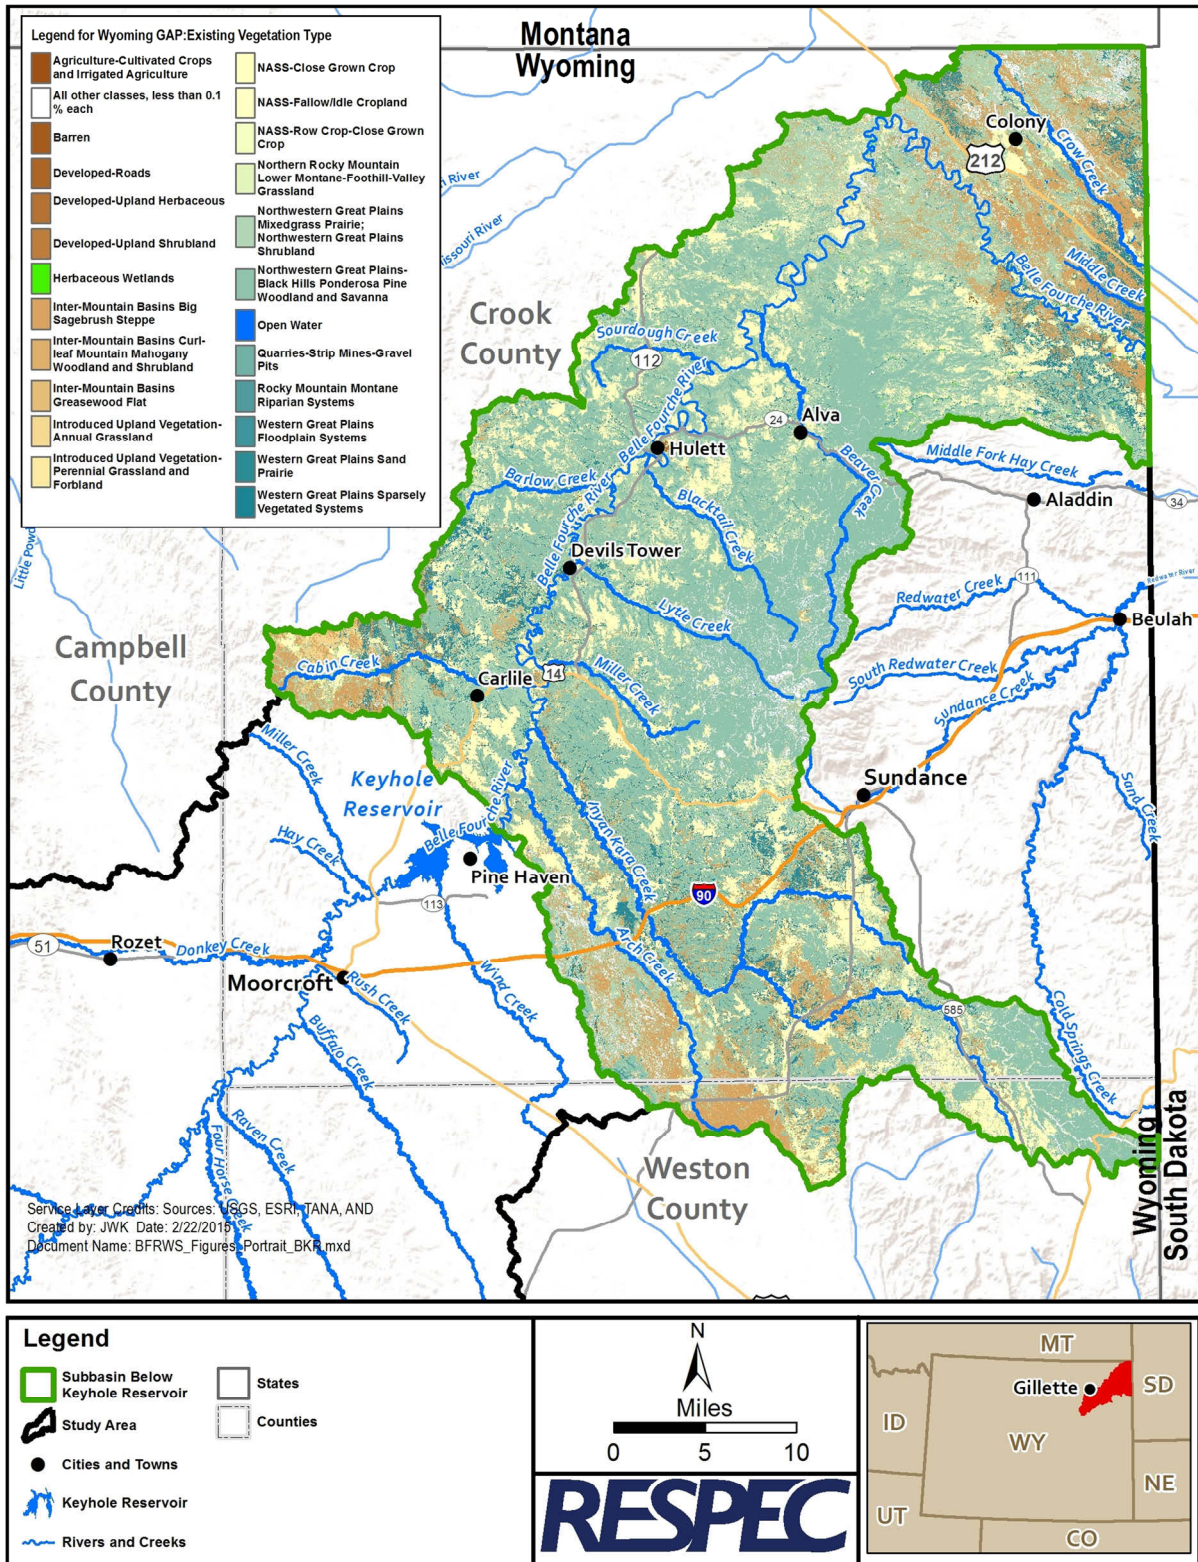 Legend for Wyoming GAP:Existing Vegetation Type
Agriculture-Cultivated Crops
and Irrigated Agriculture
All other classes, less than 0.1
% each
Barren
Developed-Roads
Developed-Upland Herbaceous
Developed-Upland Shrubland
Herbaceous Wetlands
Inter-Mountain Basins Big
Sagebrush Steppe
Inter-Mountain Basins Curl-
leaf Mountain Mahogany
Woodland and Shrubland
Inter-Mountain Basins
Greasewood Flat
Introduced Upland Vegetation-
Annual Grassland
Introduced Upland Vegetation-
Perennial Grassland and
Forbland
NASS-Close Grown Crop
NASS-Fallow/Idle Cropland
NASS-Row Crop-Close Grown
Crop
Northern Rocky Mountain
Lower Montane-Foothill-Valley
Grassland
Northwestern Great Plains
Mixedgrass Prairie;
Northwestern Great Plains
Shrubland
Northwestern Great Plains-
Black Hills Ponderosa Pine
Woodland and Savanna
Open Water
Quarries-Strip Mines-Gravel
Pits
Rocky Mountain Montane
Riparian Systems
Western Great Plains
Floodplain Systems
Western Great Plains Sand
Prairie
Western Great Plains Sparsely
Vegetated Systems
Montana
Wyoming
Colony
212
Crow Creek
Middle Creek
Belle Fourche River
River
issouri River
Crook
County
Sourdough Creek
112
Belle Fourche River
24
Alva
Hulett
Beaver Creek
Middle Fork Hay Creek
Aladdin
34
Barlow Creek
Blacktail Creek
Belle Fourche River
Devils Tower
Lytle Creek
Redwater Creek
111
Redwater River
Beulah
Little Powd
Campbell
County
Cabin Creek
Carlile
14
Miller Creek
South Redwater Creek
Sundance Creek
Miller Creek
Keyhole
Reservoir
Belle Fourche River
Sundance
Sand Creek
Hay Creek
Pine Haven
Inyan Kara Creek
90
113
51
Rozet
Donkey Creek
Moorcroft
Rush Creek
Wind Creek
Arch Creek
585
Cold Springs Creek
Buffalo Creek
Raven Creek
Four Horse Creek
Weston
County
Wyoming
South Dakota
Service Layer Credits: Sources: USGS, ESRI, TANA, AND
Created by: JWK Date: 2/22/2015
Document Name: BFRWS_Figures_Portrait_BKR.mxd
Legend
Subbasin Below
Keyhole Reservoir
Study Area
Cities and Towns
Keyhole Reservoir
Rivers and Creeks
States
Counties
N
Miles
0 5 10
RESPEC
MT
Gillette
SD
ID
WY
NE
UT
CO